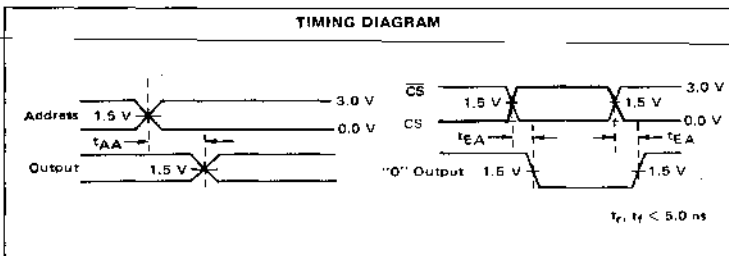 TIMING DIAGRAM
Address
1.5 V
3.0 V
0.0 V
tAA
Output
1.5 V
CS
CS
1.5 V
1.5 V
3.0 V
0.0 V
tEA
tEA
"0" Output
1.5 V
1.5 V
tr, tf < 5.0 ns